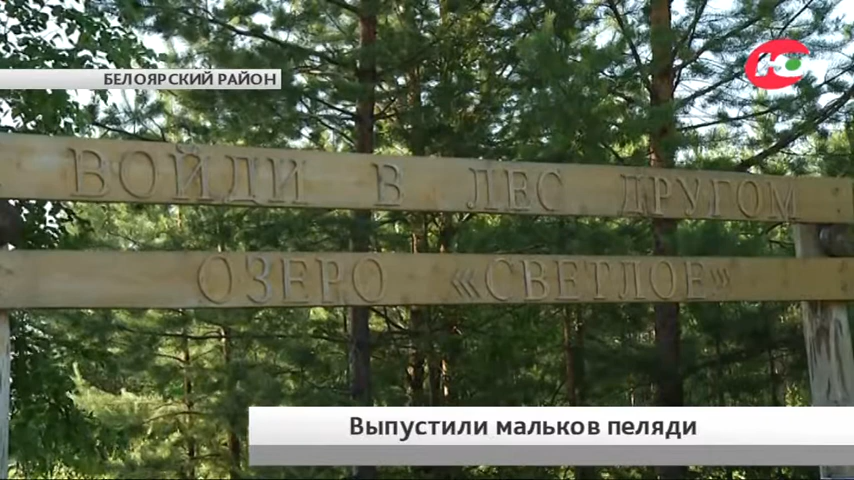 БЕЛОЯРСКИЙ РАЙОН
Ю
ВОЙДИ В ЛЕС ДРУГОМ
ОЗЕРО «СВЕТЛОЕ»
Выпустили мальков пеляди